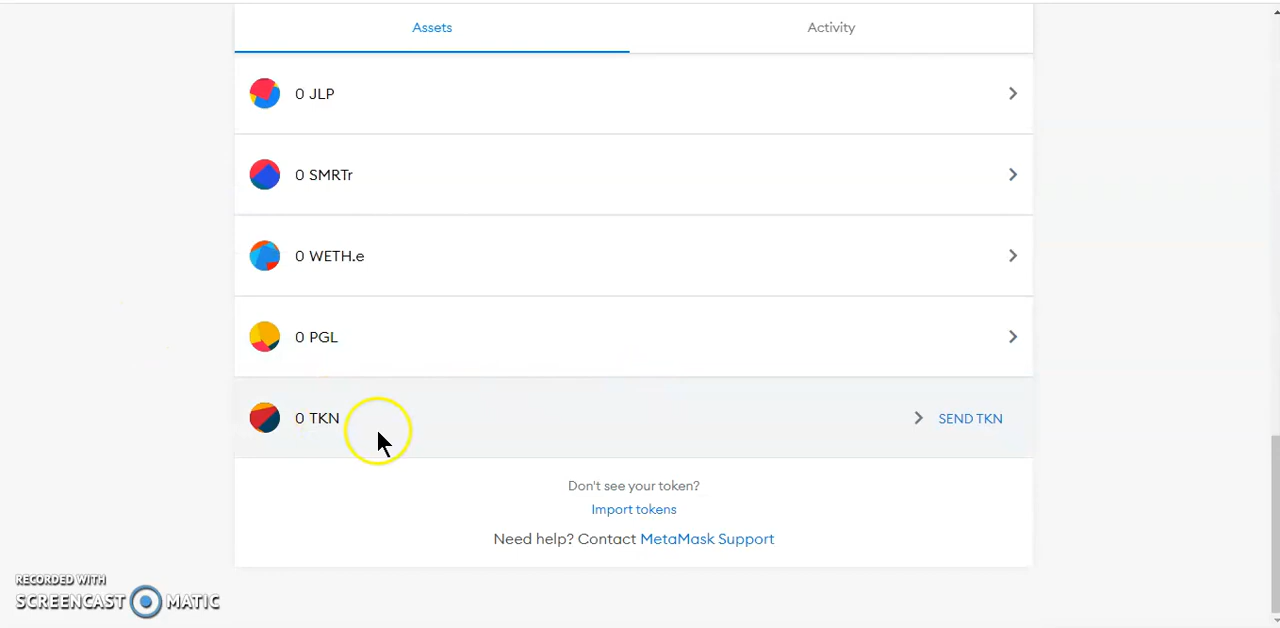 Assets
Activity
0 JLP
0 SMRTr
0 WETH.e
0 PGL
0 TKN
SEND TKN
Don't see your token?
Import tokens
Need help? Contact MetaMask Support
RECORDED WITH
SCREENCAST MATIC